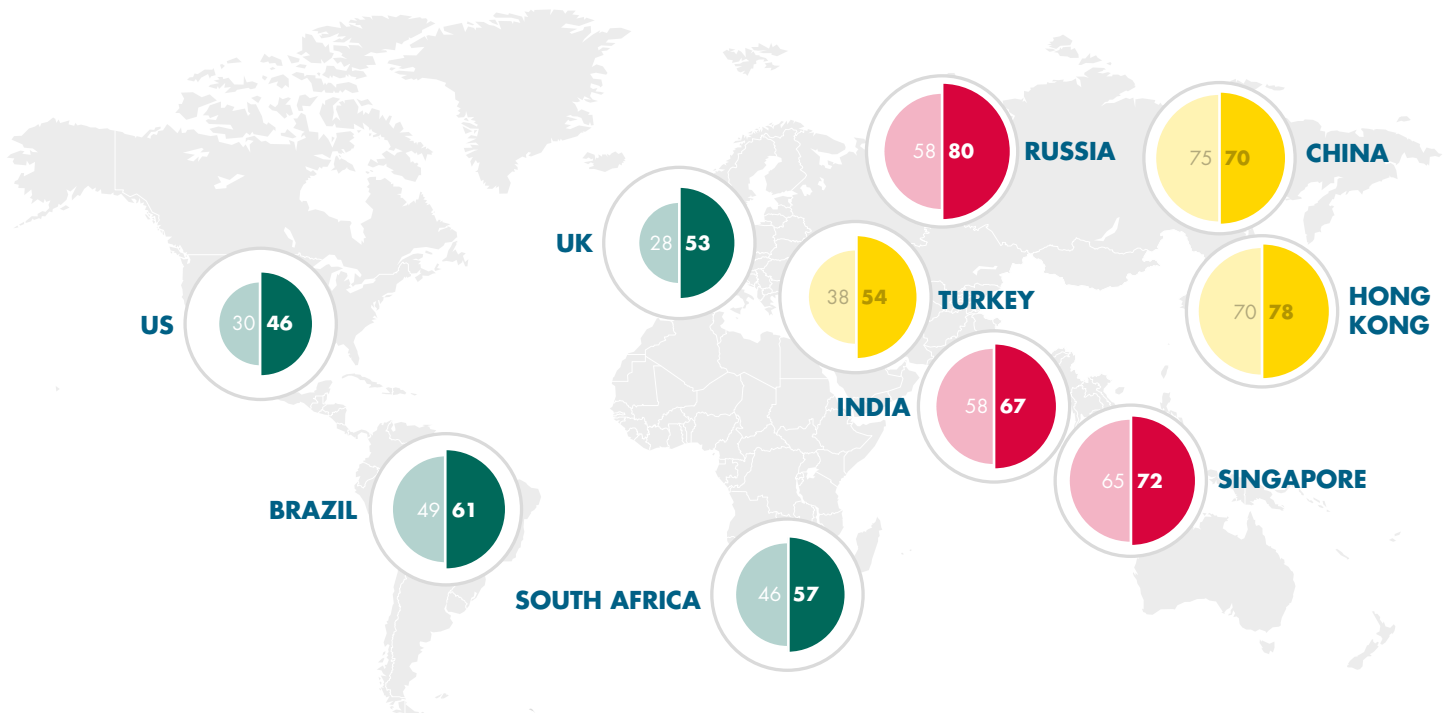 58 80 RUSSIA
75 70 CHINA
UK 28 53
38 54 TURKEY
70 78 HONG
KONG
US 30 46
INDIA 58 67
65 72 SINGAPORE
BRAZIL 49 61
SOUTH AFRICA 46 57